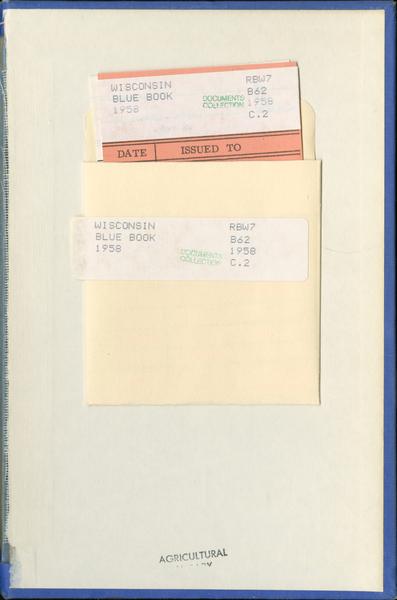 WISCONSIN RBW7
BLUE BOOK B62
1958 DOCUMENTS COLLECTION 1958
C.2
DATE ISSUED TO
WISCONSIN RBW7
BLUE BOOK B62
1958 DOCUMENTS COLLECTION 1958
C.2
AGRICULTURAL